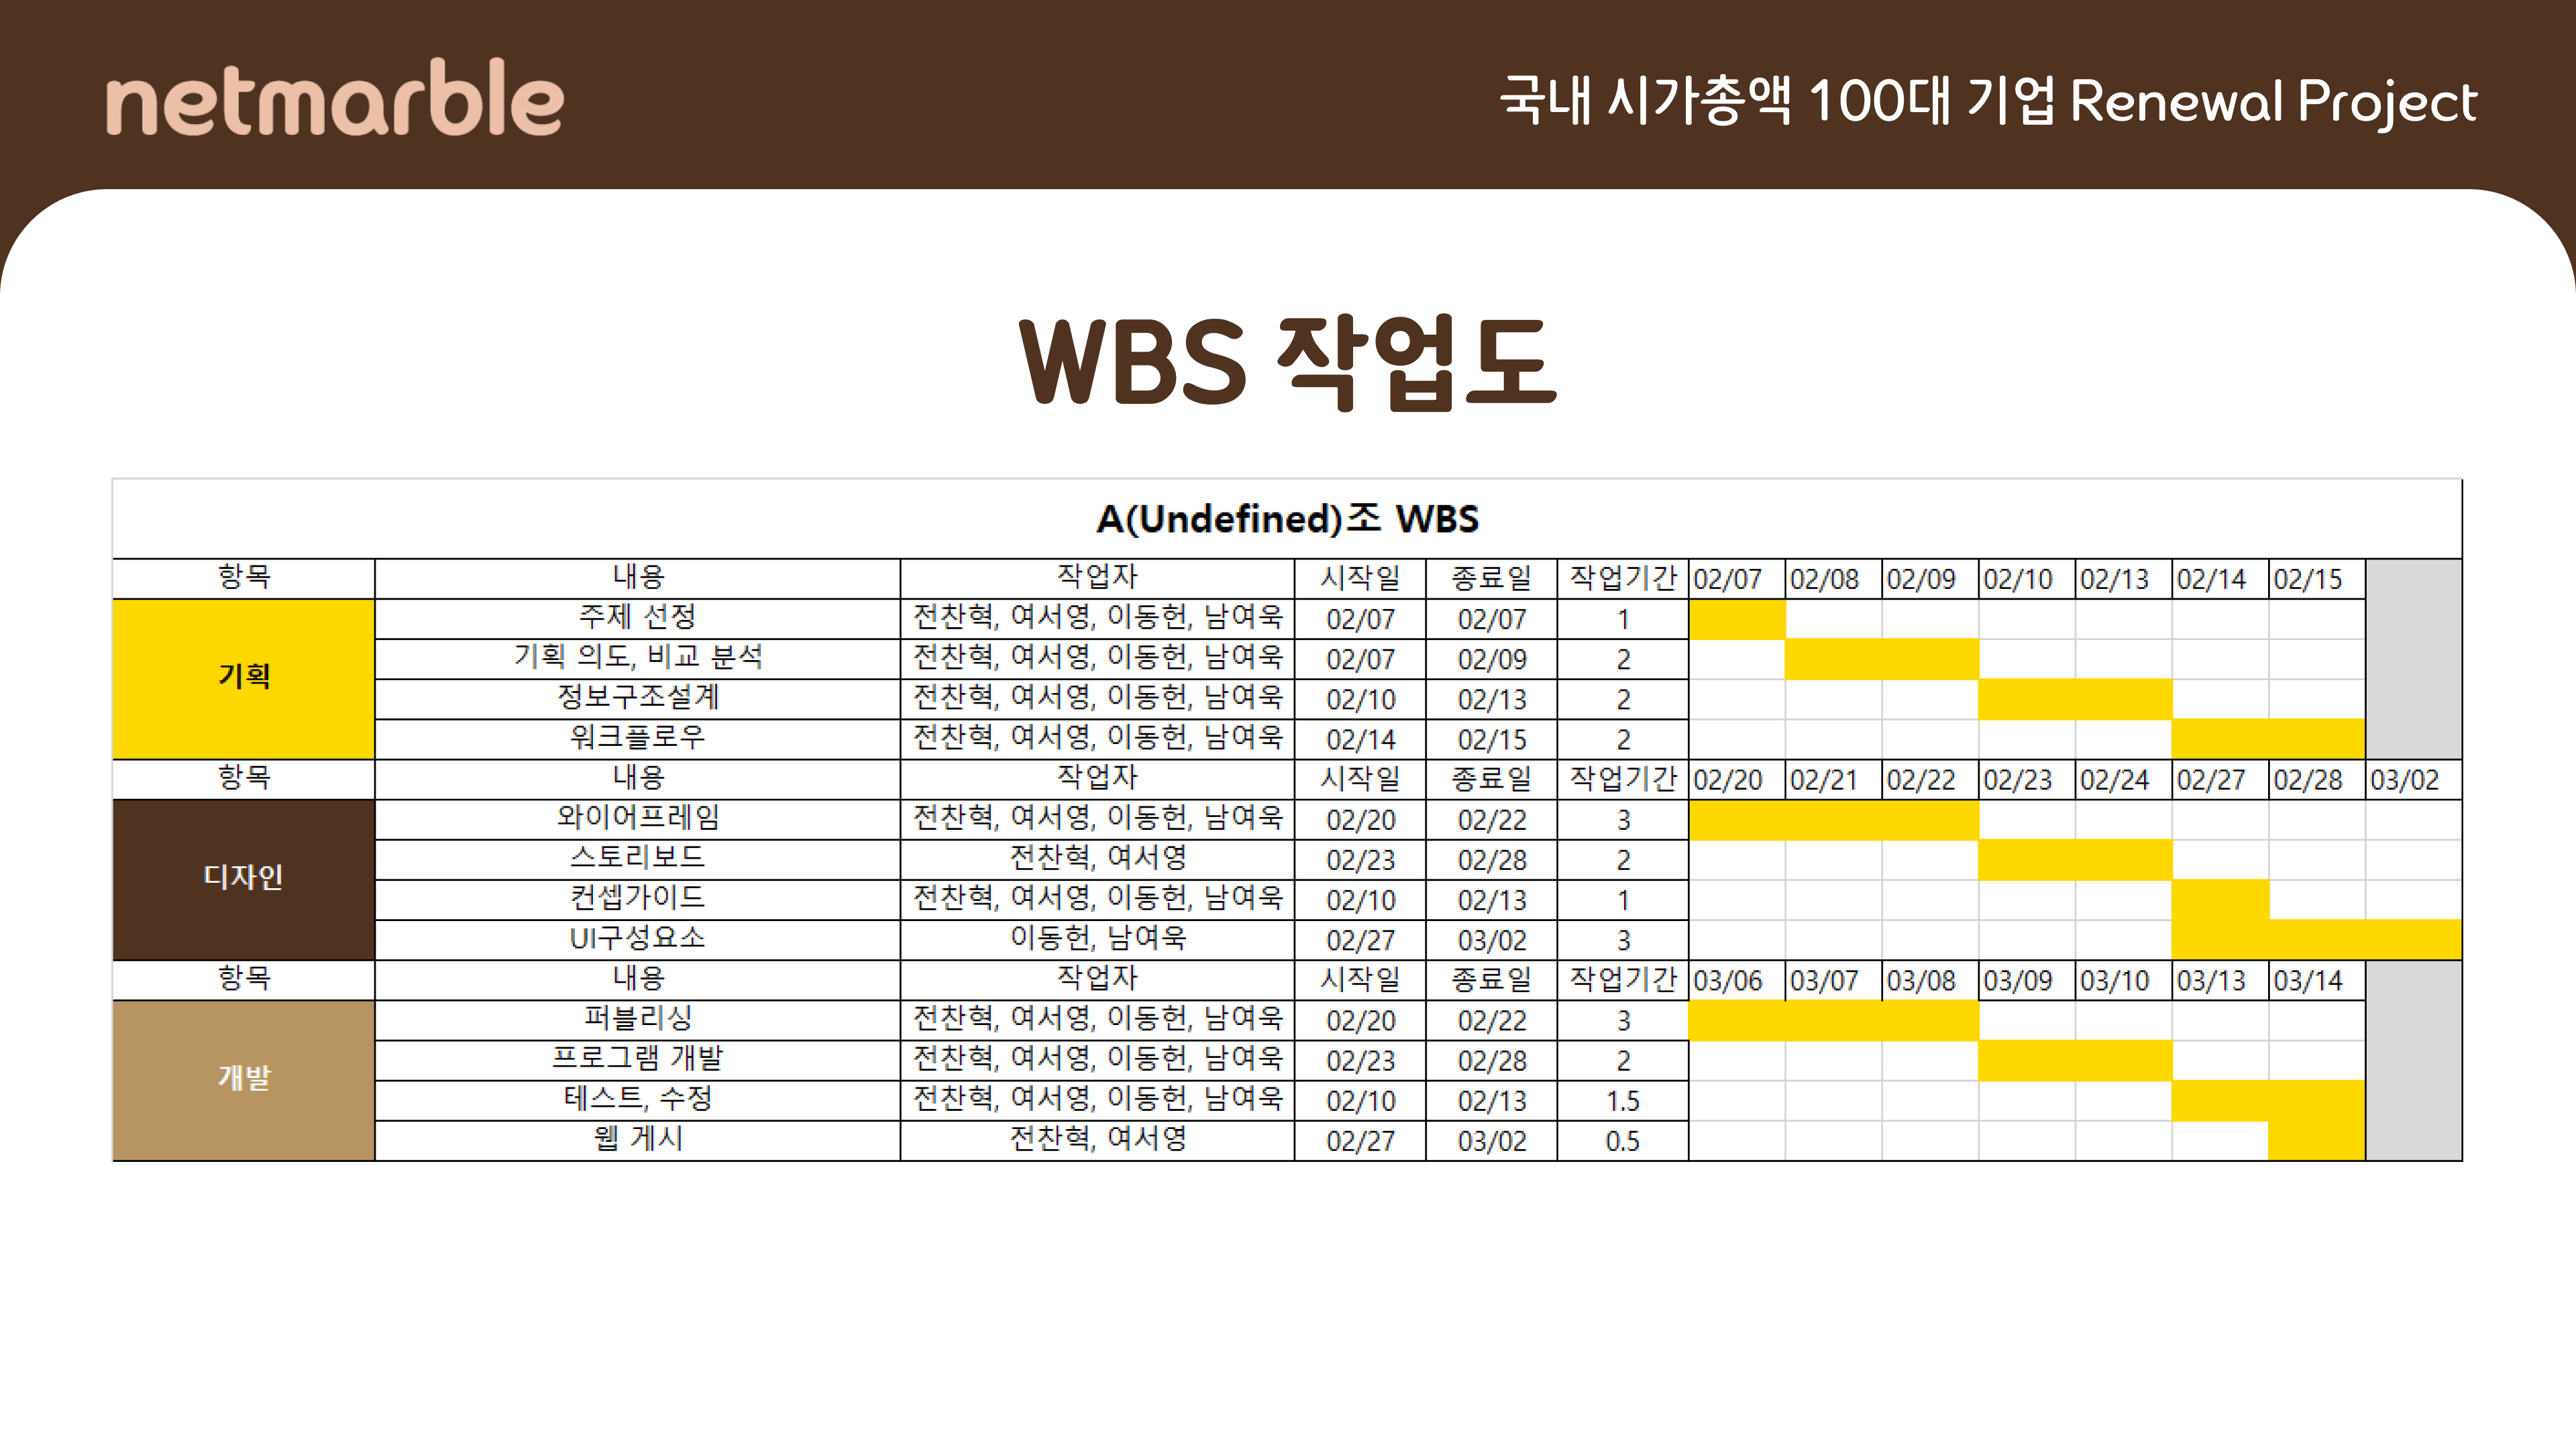 netmarble
국내 시가총액 100대 기업 Renewal Project
WBS 작업도
A(Undefined)조 WBS
항목 내용 작업자 시작일 종료일 작업기간 02/07 02/08 02/09 02/10 02/13 02/14 02/15
기획
주제 선정 전찬혁, 여서영, 이동헌, 남여욱 02/07 02/07 1
기획 의도, 비교 분석 전찬혁, 여서영, 이동헌, 남여욱 02/07 02/09 2
정보구조설계 전찬혁, 여서영, 이동헌, 남여욱 02/10 02/13 2
워크플로우 전찬혁, 여서영, 이동헌, 남여욱 02/14 02/15 2
항목 내용 작업자 시작일 종료일 작업기간 02/20 02/21 02/22 02/23 02/24 02/27 02/28 03/02
디자인
와이어프레임 전찬혁, 여서영, 이동헌, 남여욱 02/20 02/22 3
스토리보드 전찬혁, 여서영 02/23 02/28 2
컨셉가이드 전찬혁, 여서영, 이동헌, 남여욱 02/10 02/13 1
UI구성요소 이동헌, 남여욱 02/27 03/02 3
항목 내용 작업자 시작일 종료일 작업기간 03/06 03/07 03/08 03/09 03/10 03/13 03/14
개발
퍼블리싱 전찬혁, 여서영, 이동헌, 남여욱 02/20 02/22 3
프로그램 개발 전찬혁, 여서영, 이동헌, 남여욱 02/23 02/28 2
테스트, 수정 전찬혁, 여서영, 이동헌, 남여욱 02/10 02/13 1.5
웹 게시 전찬혁, 여서영 02/27 03/02 0.5